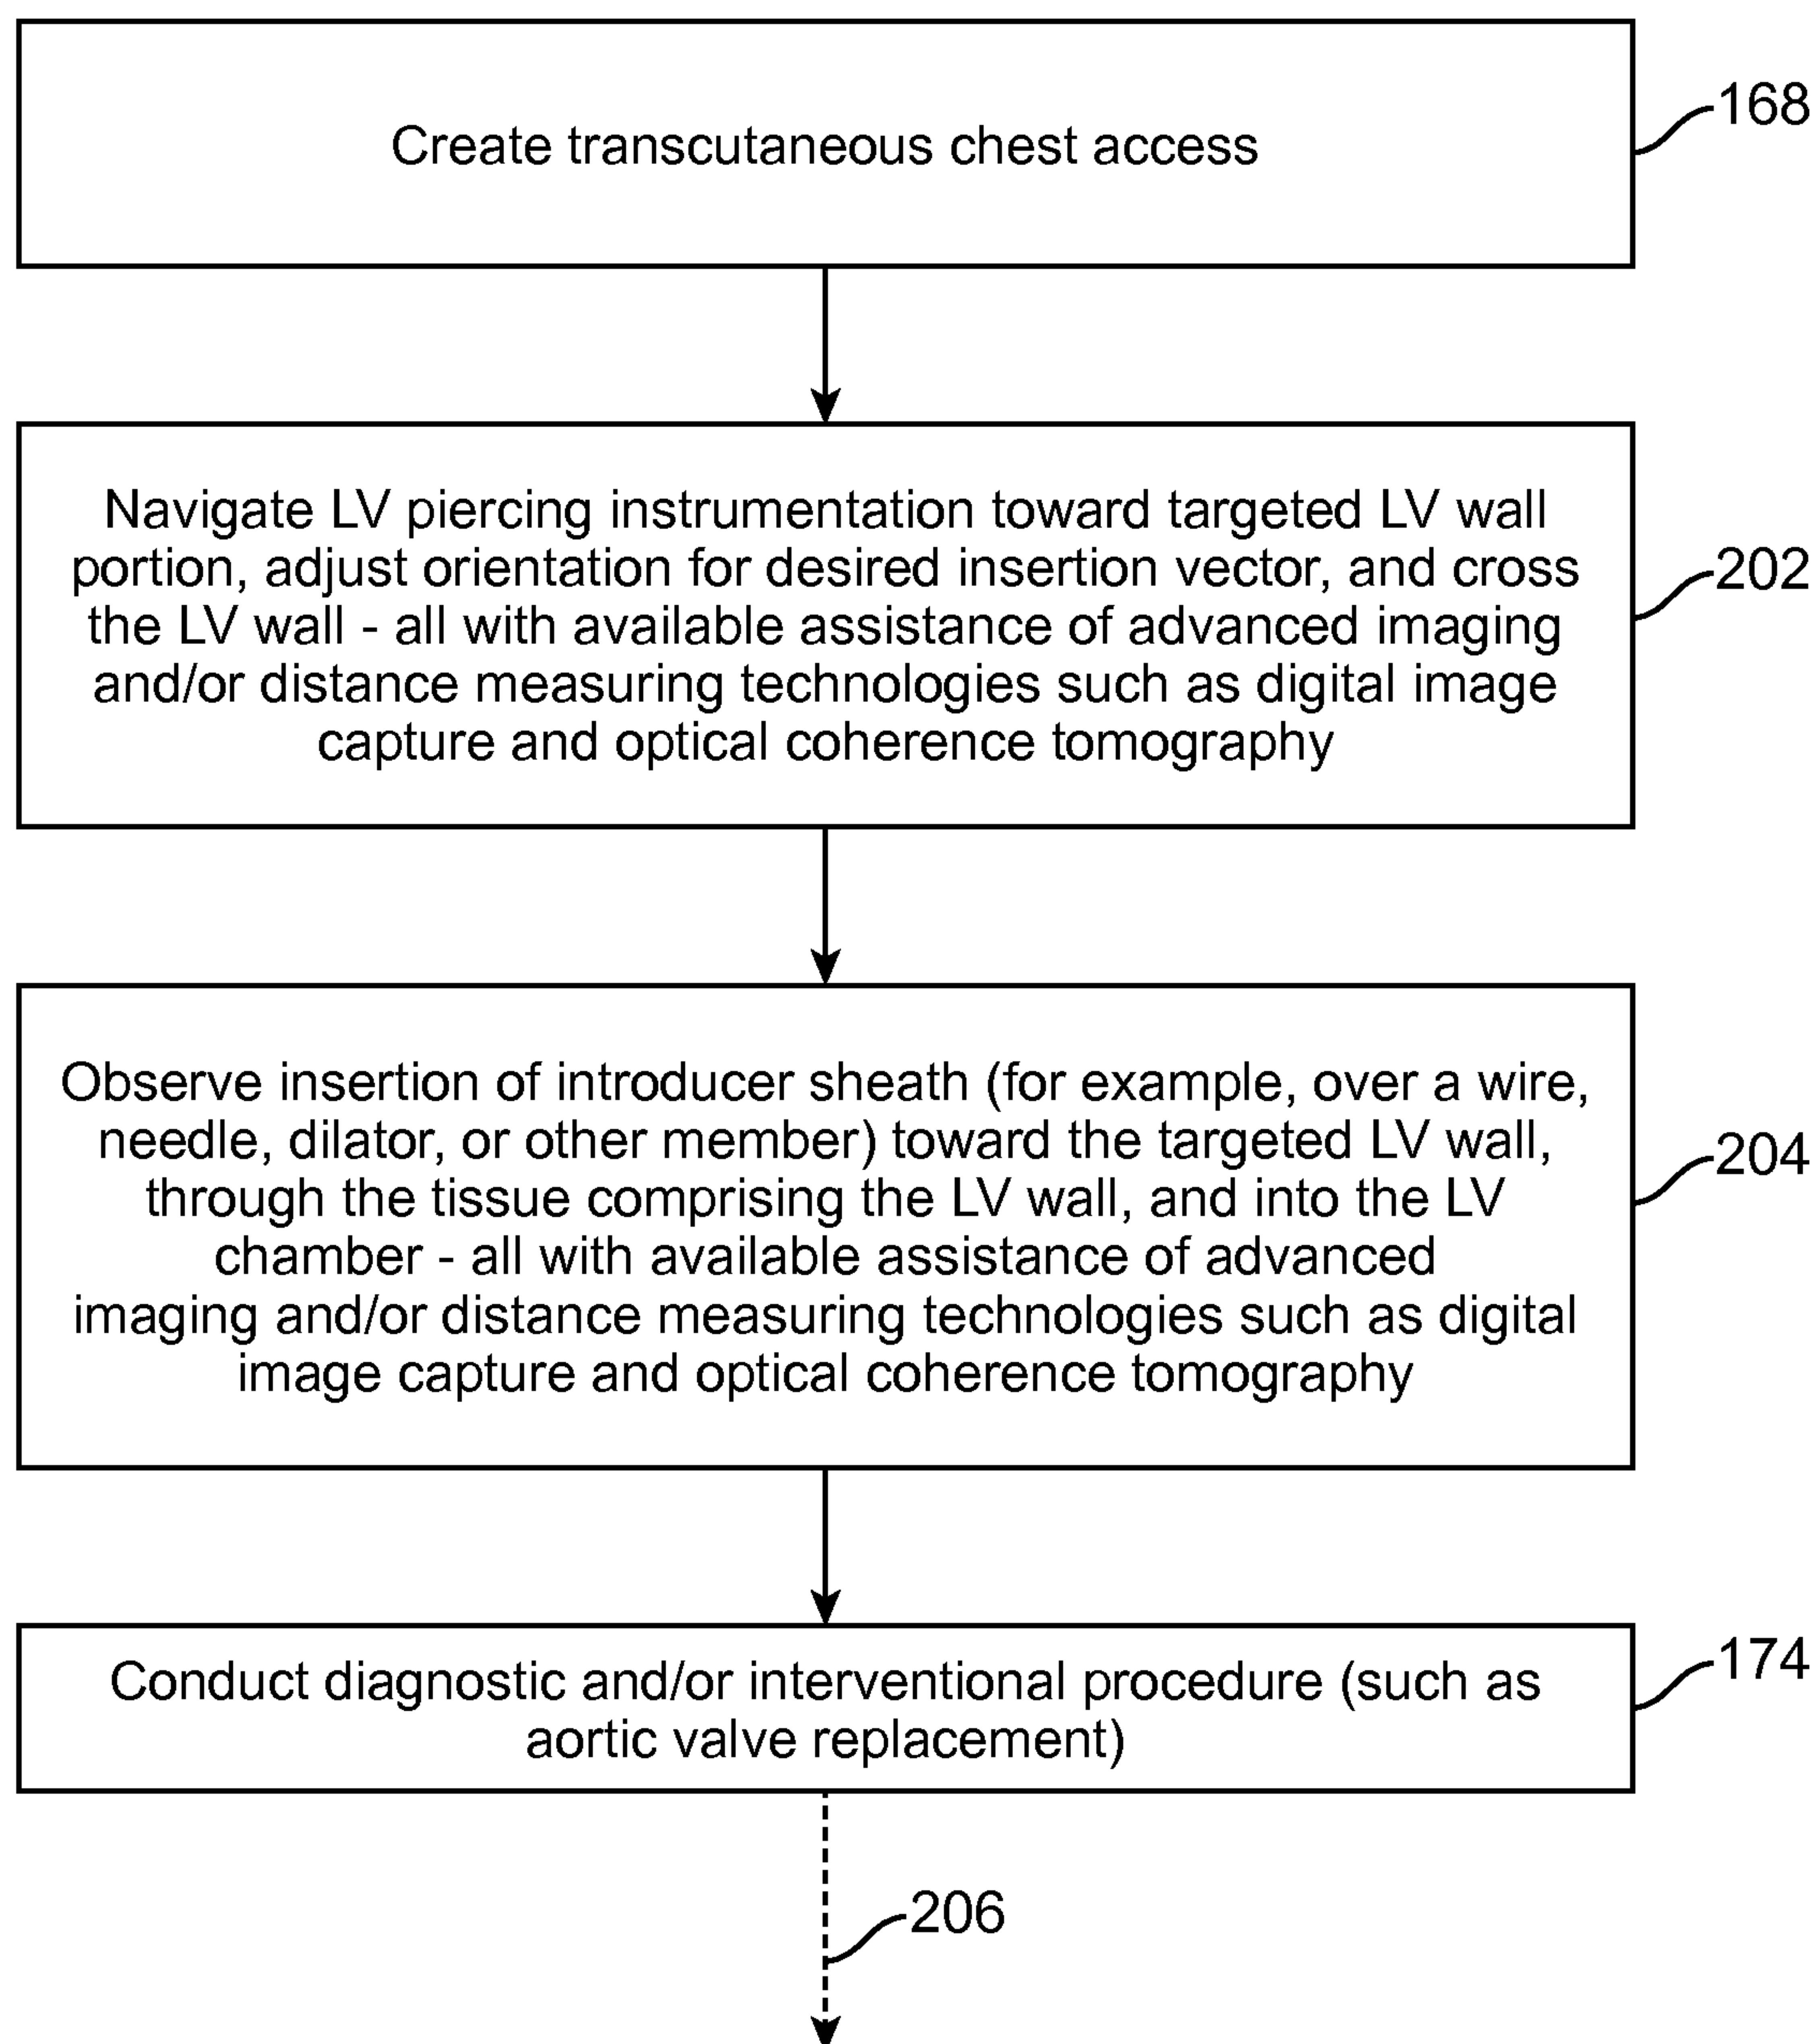 Create transcutaneous chest access
168
Navigate LV piercing instrumentation toward targeted LV wall
portion, adjust orientation for desired insertion vector, and cross
the LV wall - all with available assistance of advanced imaging
and/or distance measuring technologies such as digital image
capture and optical coherence tomography
202
Observe insertion of introducer sheath (for example, over a wire,
needle, dilator, or other member) toward the targeted LV wall,
through the tissue comprising the LV wall, and into the LV
chamber - all with available assistance of advanced
imaging and/or distance measuring technologies such as digital
image capture and optical coherence tomography
204
Conduct diagnostic and/or interventional procedure (such as
aortic valve replacement)
174
206